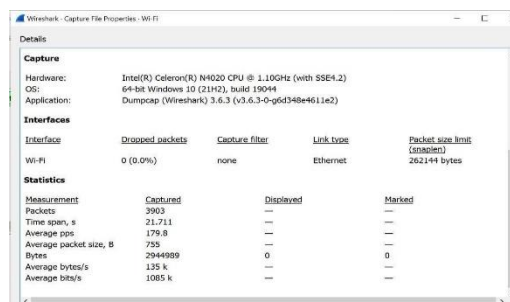 Wireshark - Capture File Properties - Wi-Fi
Details
Capture
Hardware: Intel(R) Celeron(R) N4020 CPU @ 1.10GHz (with SSE4.2)
OS: 64-bit Windows 10 (21H2), build 19044
Application: Dumpcap (Wireshark) 3.6.3 (v3.6.3-0-g6d348e4611e2)
Interfaces
Interface Dropped packets Capture filter Link type Packet size limit (snaplen)
Wi-Fi 0 (0.0%) none Ethernet 262144 bytes
Statistics
Measurement Captured Displayed Marked
Packets 3903 — —
Time span, s 21.711 — —
Average pps 179.8 — —
Average packet size, B 755 — —
Bytes 2944989 0 0
Average bytes/s 135 k — —
Average bits/s 1085 k — —